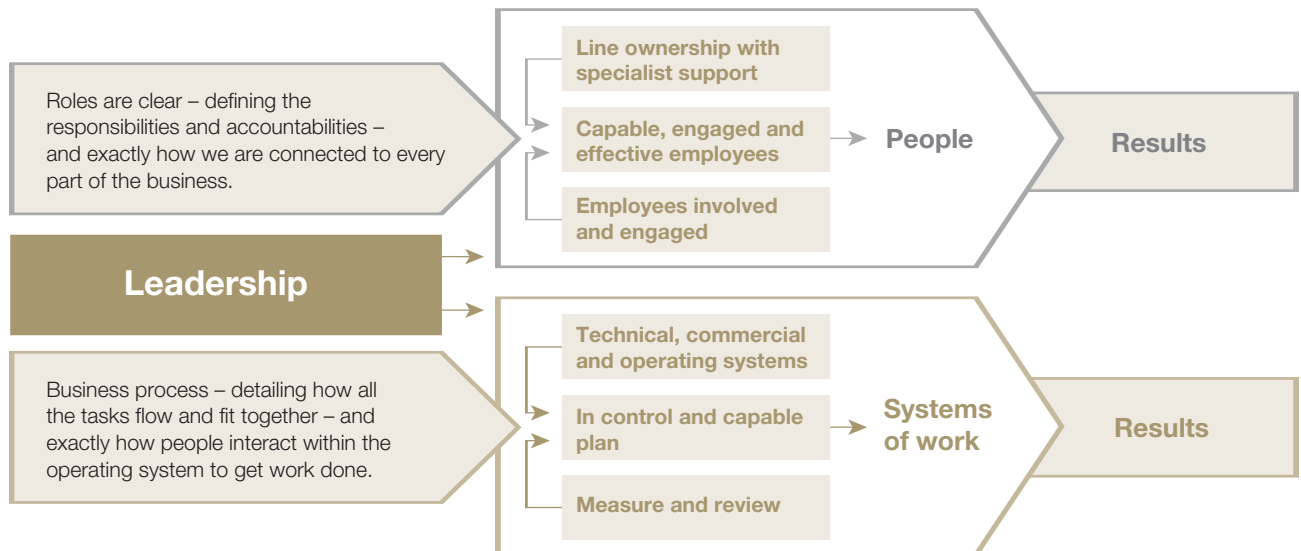 Roles are clear – defining the
responsibilities and accountabilities –
and exactly how we are connected to every
part of the business.
Line ownership with
specialist support
Capable, engaged and
effective employees
Employees involved
and engaged
People
Results
Leadership
Business process – detailing how all
the tasks flow and fit together – and
exactly how people interact within the
operating system to get work done.
Technical, commercial
and operating systems
In control and capable
plan
Measure and review
Systems
of work
Results